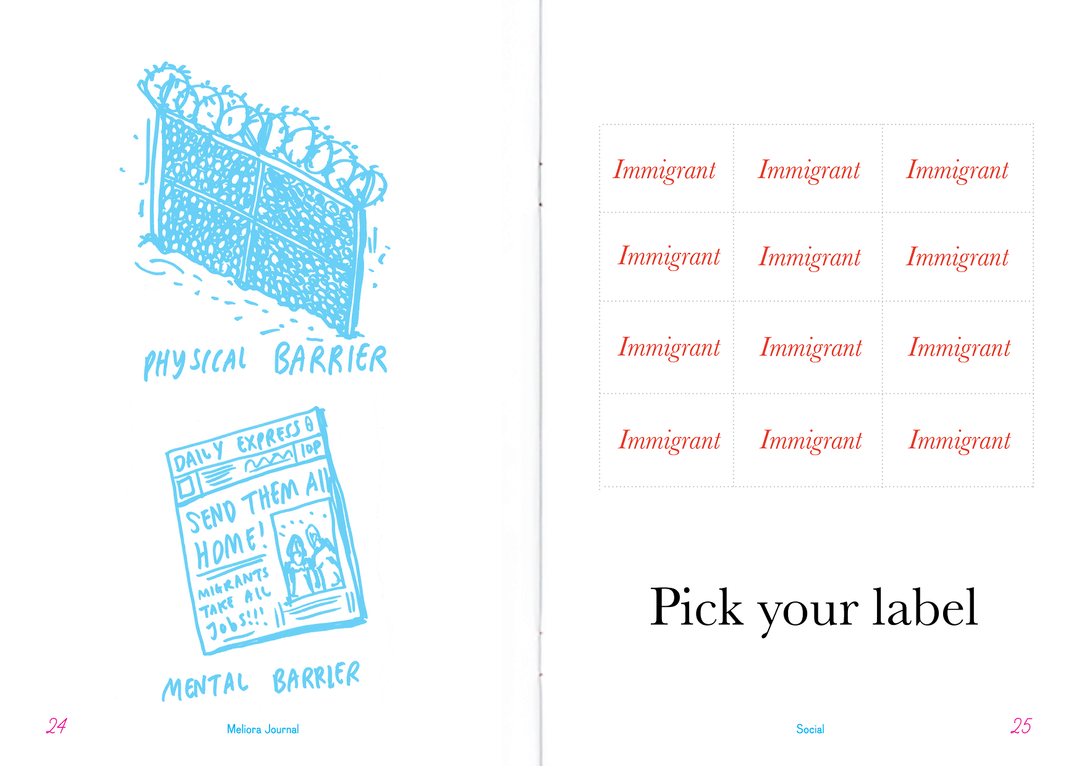 PHYSICAL BARRIER
DAILY EXPRESS
10P
SEND THEM All
HOME!
MIGRANTS
TAKE All
Jobs!!!
MENTAL BARRIER
24
Meliora Journal
Immigrant Immigrant Immigrant
Immigrant Immigrant Immigrant
Immigrant Immigrant Immigrant
Immigrant Immigrant Immigrant
Pick your label
Social
25